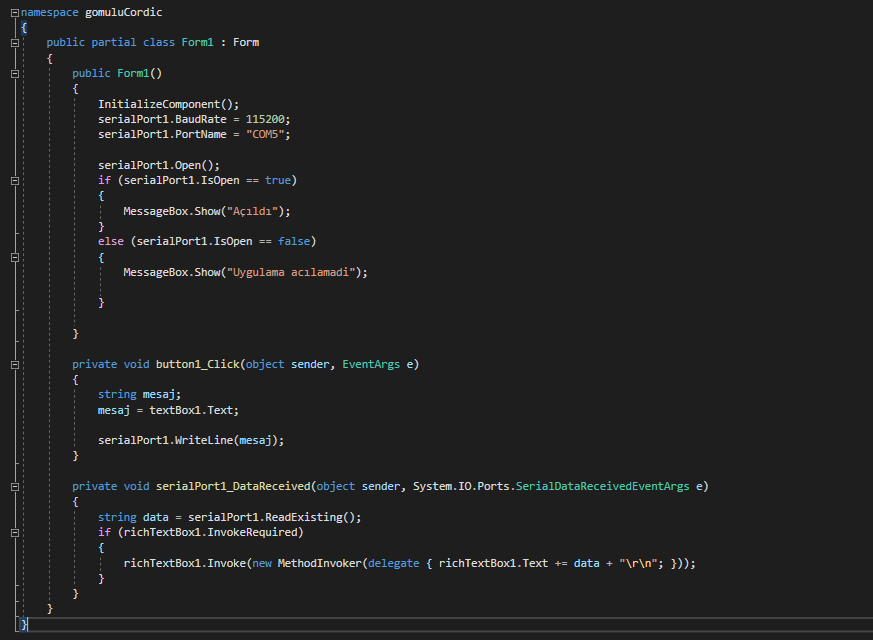 namespace gomuluCordic
{
    public partial class Form1 : Form
    {
        public Form1()
        {
            InitializeComponent();
            serialPort1.BaudRate = 115200;
            serialPort1.PortName = "COM5";

            serialPort1.Open();
            if (serialPort1.IsOpen == true)
            {
                MessageBox.Show("Açıldı");
            }
            else (serialPort1.IsOpen == false)
            {
                MessageBox.Show("Uygulama acılamadi");

            }

        }

        private void button1_Click(object sender, EventArgs e)
        {
            string mesaj;
            mesaj = textBox1.Text;

            serialPort1.WriteLine(mesaj);
        }

        private void serialPort1_DataReceived(object sender, System.IO.Ports.SerialDataReceivedEventArgs e)
        {
            string data = serialPort1.ReadExisting();
            if (richTextBox1.InvokeRequired)
            {
                richTextBox1.Invoke(new MethodInvoker(delegate { richTextBox1.Text += data + "\r\n"; }));
            }
        }
    }
}